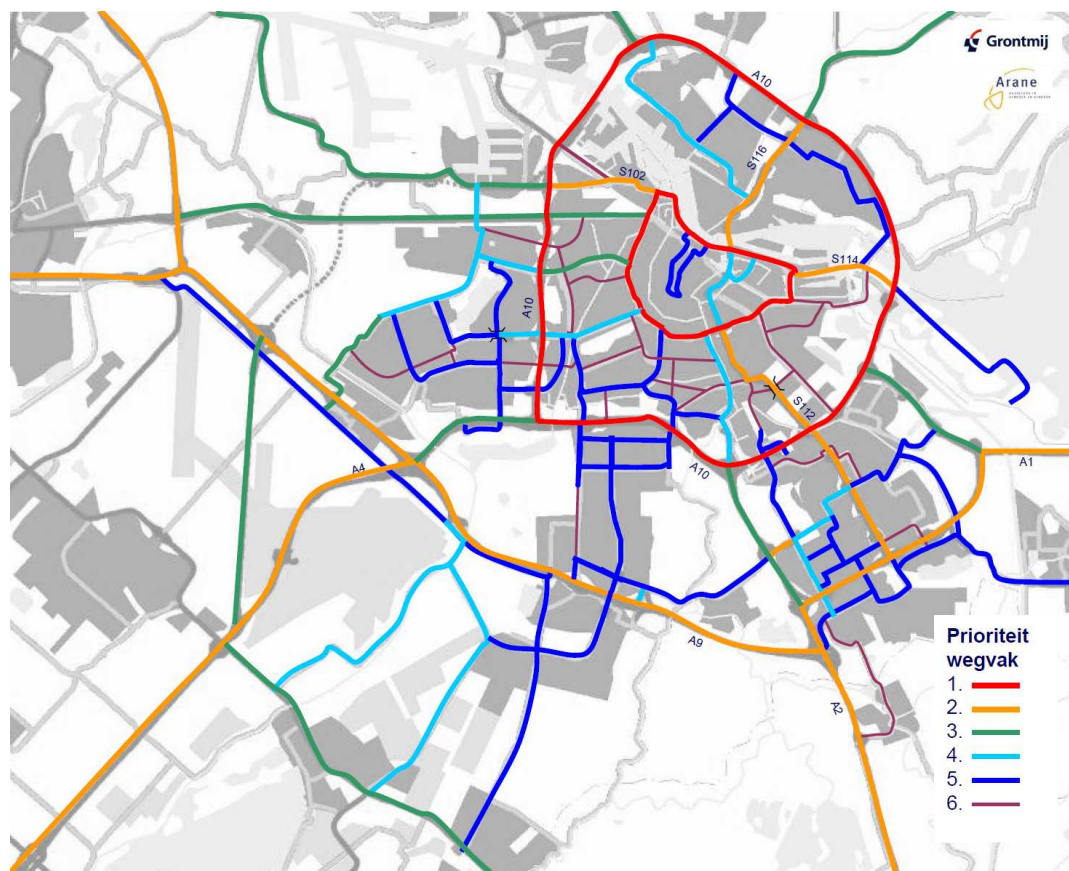 Grontmij
Arane
A10
S116
S102
S114
A10
S112
A10
A1
A4
A9
A2
Prioriteit
wegvak
1.
2.
3.
4.
5.
6.